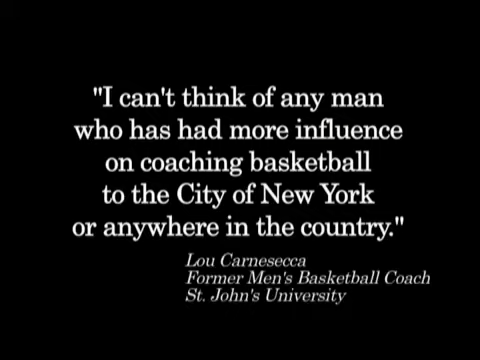 "I can't think of any man
who has had more influence
on coaching basketball
to the City of New York
or anywhere in the country."
Lou Carnesecca
Former Men's Basketball Coach
St. John's University